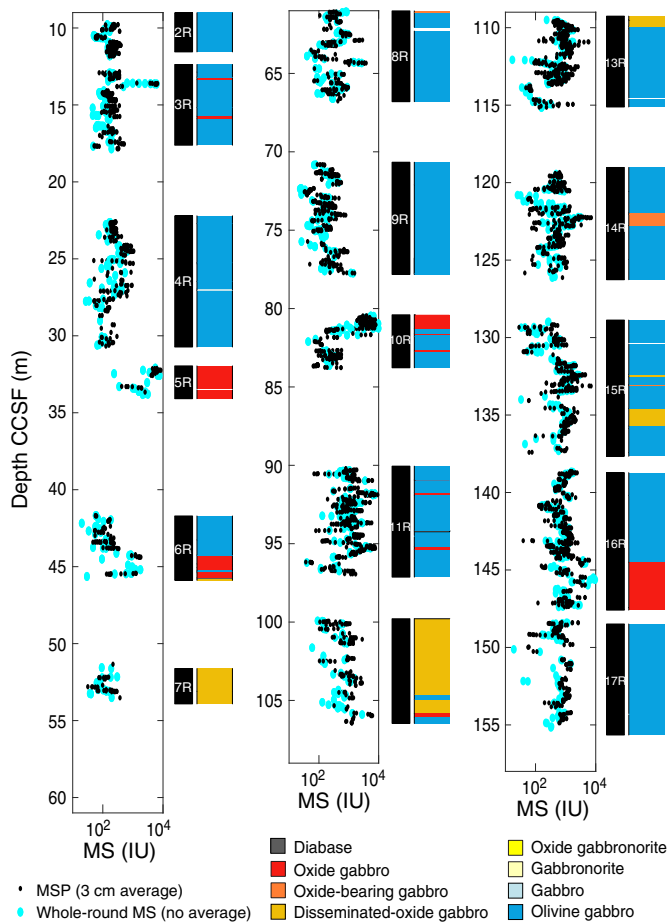 Depth CCSF (m)
10
15
20
25
30
35
40
45
50
55
60
2R
3R
4R
5R
6R
7R
10²
10⁴
MS (IU)
65
70
75
80
85
90
95
100
105
8R
9R
10R
11R
10²
10⁴
MS (IU)
110
115
120
125
130
135
140
145
150
155
13R
14R
15R
16R
17R
10²
10⁴
MS (IU)
MSP (3 cm average)
Whole-round MS (no average)
Diabase
Oxide gabbro
Oxide-bearing gabbro
Disseminated-oxide gabbro
Oxide gabbronorite
Gabbronorite
Gabbro
Olivine gabbro